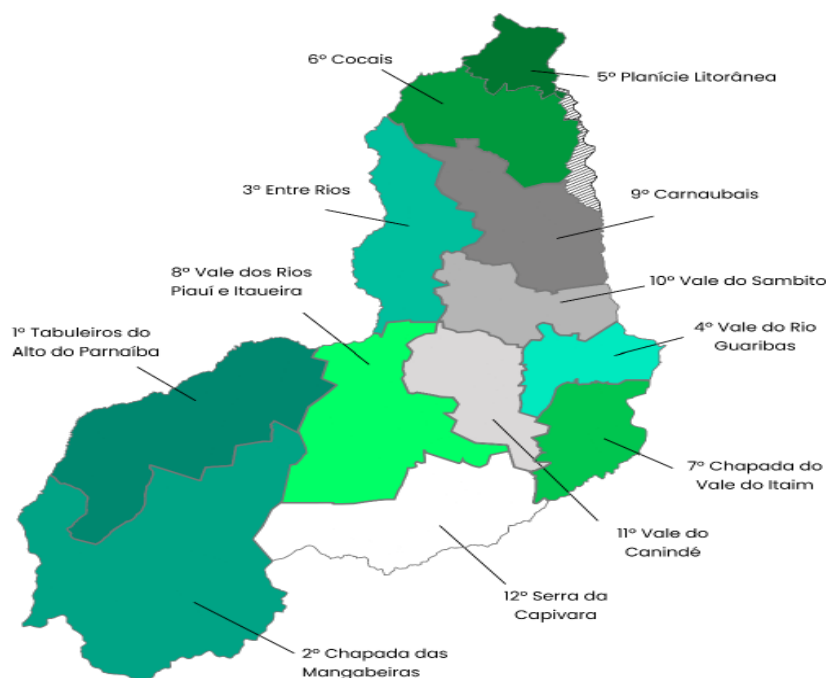 6º Cocais
5º Planície Litorânea
3º Entre Rios
9º Carnaubais
8º Vale dos Rios
Piauí e Itaueira
10º Vale do Sambito
1º Tabuleiros do
Alto do Parnaíba
4º Vale do Rio
Guaribas
7º Chapada do
Vale do Itaim
11º Vale do
Canindé
12º Serra da
Capivara
2º Chapada das
Mangabeiras